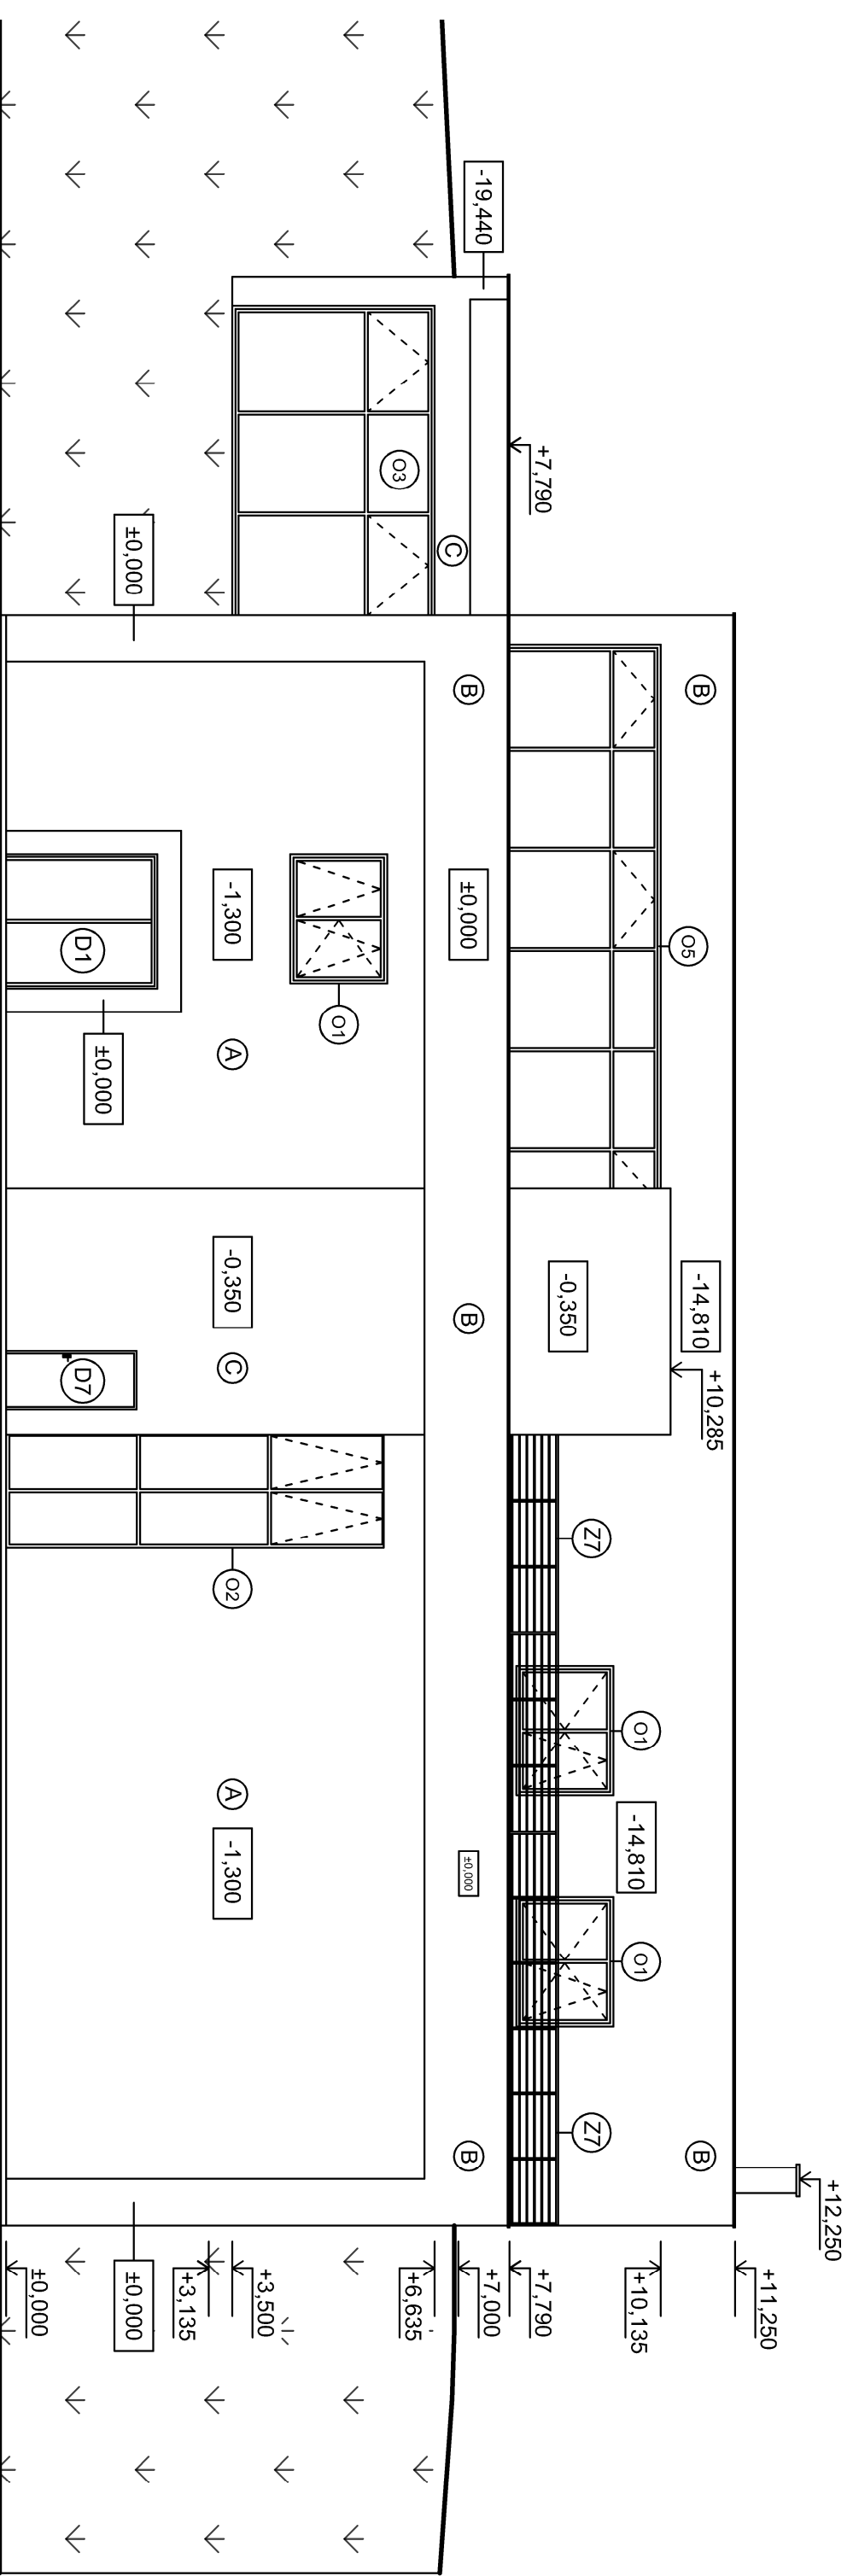 +12,250
+11,250
+10,285
B
-14,810
B
O5
+10,135
O1
O1
-14,810
Z7
Z7
-0,350
+7,790
+7,790
-19,440
+7,000
B
±0,000
B
±0,000
B
C
+6,635
O3
O1
+3,500
-1,300
A
-0,350
C
O2
A
-1,300
+3,135
±0,000
±0,000
±0,000
D1
D7
±0,000